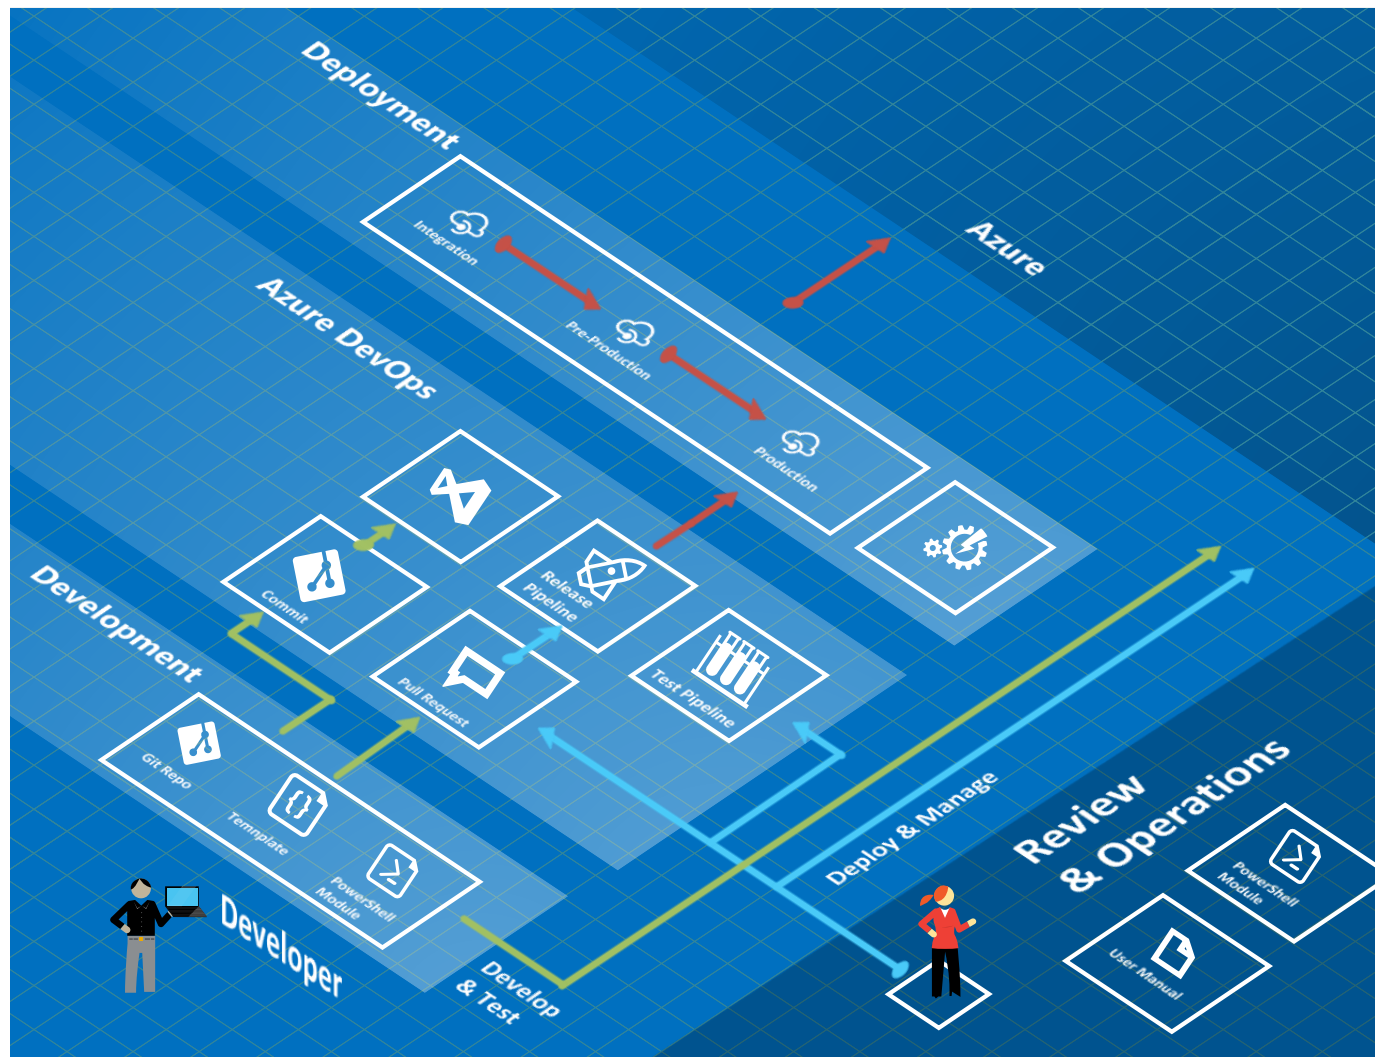 Deployment
Azure
Integration
Pre-Production
Production
Azure DevOps
Release
Pipeline
Commit
Pull Request
Test Pipeline
Development
Git Repo
Temnplate
PowerShell
Module
Developer
Develop
& Test
Deploy & Manage
Review
& Operations
PowerShell
Module
User Manual